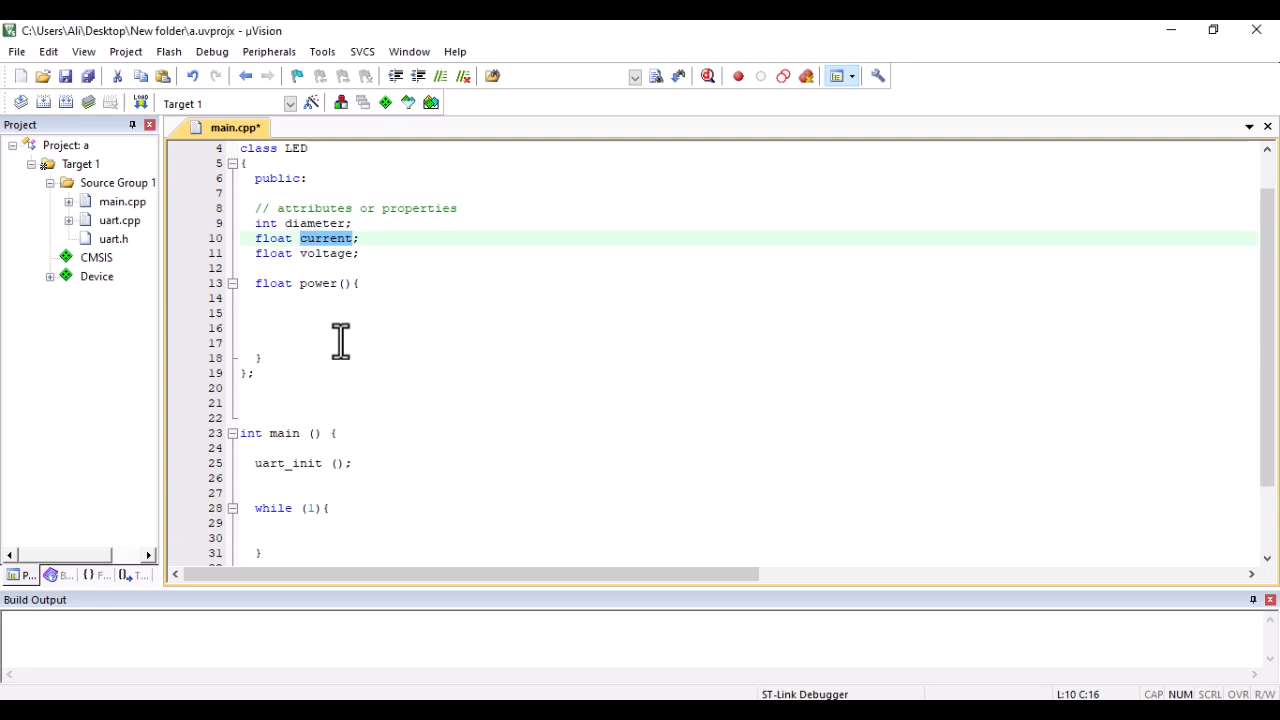 C:\Users\Ali\Desktop\New folder\a.uvprojx - µVision
File Edit View Project Flash Debug Peripherals Tools SVCS Window Help
LOAD Target 1
Project
main.cpp*
Project: a
Target 1
Source Group 1
main.cpp
uart.cpp
uart.h
CMSIS
Device
4 class LED
5 {
6 public:
7
8 // attributes or properties
9 int diameter;
10 float current;
11 float voltage;
12
13 float power(){
14
15
16
17
18 }
19 };
20
21
22
23 int main () {
24
25 uart_init ();
26
27
28 while (1){
29
30
31 }
P... B... {} F... T...
Build Output
ST-Link Debugger L:10 C:16 CAP NUM SCRL OVR R/W